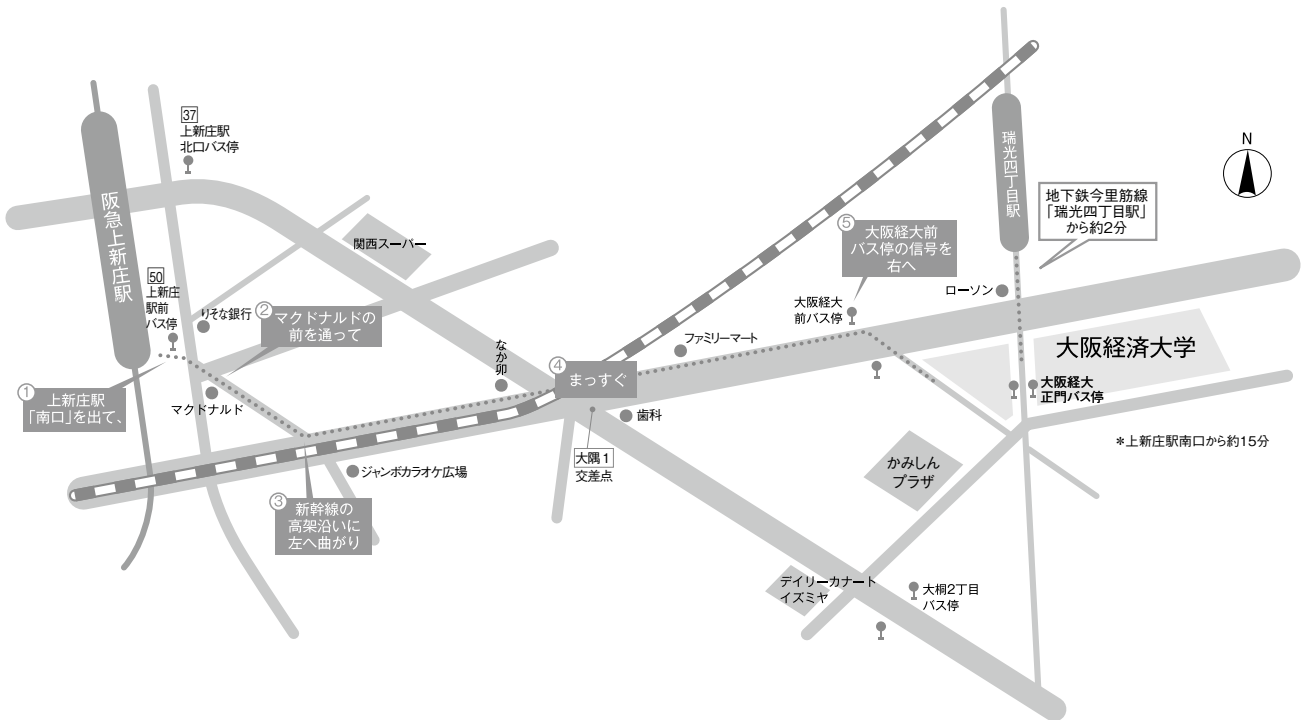 37
上新庄駅
北口バス停
阪急上新庄駅
関西スーパー
50
上新庄
駅前
バス停
りそな銀行
②
マクドナルドの
前を通って
①
上新庄駅
「南口」を出て、
マクドナルド
なか卯
④
まっすぐ
ジャンボカラオケ広場
③
新幹線の
高架沿いに
左へ曲がり
歯科
大隅1
交差点
ファミリーマート
⑤
大阪経大前
バス停の信号を
右へ
大阪経大
前バス停
ローソン
瑞光四丁目駅
地下鉄今里筋線
「瑞光四丁目駅」
から約2分
N
大阪経済大学
大阪経大
正門バス停
*上新庄駅南口から約15分
かみしん
プラザ
デイリーカナート
イズミヤ
大桐2丁目
バス停